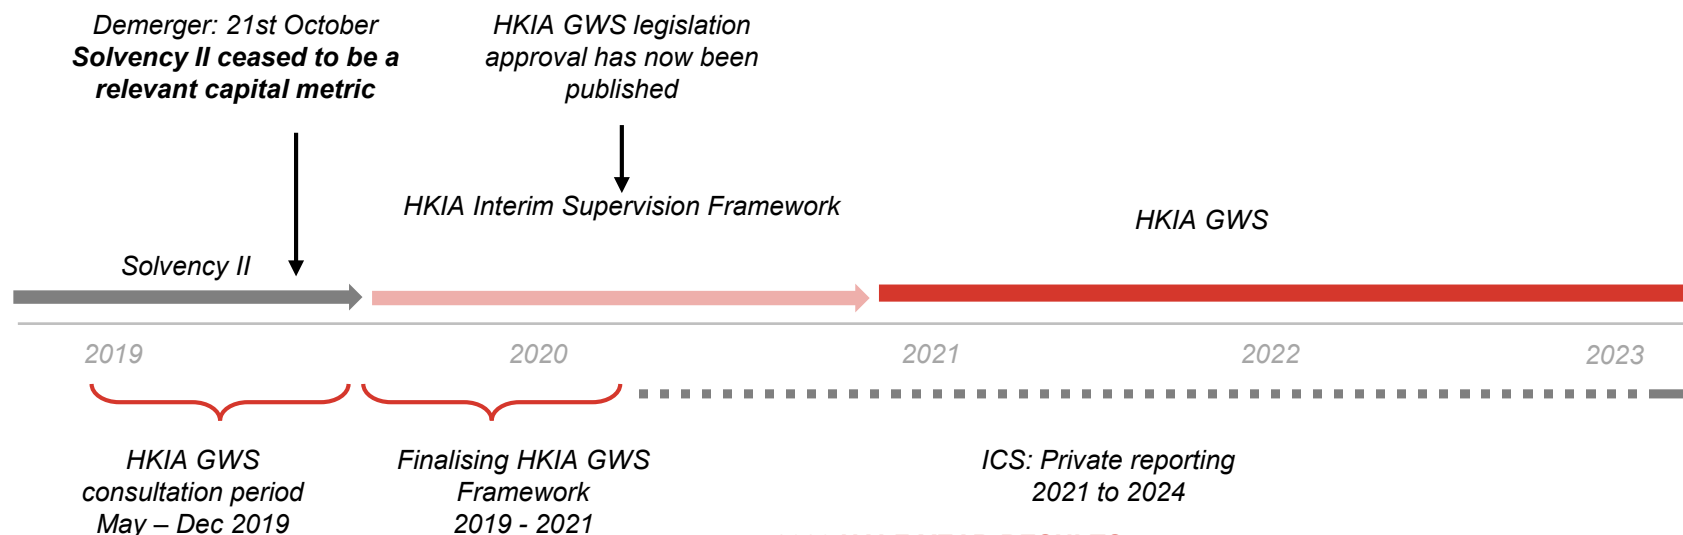 Demerger: 21st October
Solvency II ceased to be a
relevant capital metric
HKIA GWS legislation
approval has now been
published
HKIA Interim Supervision Framework
HKIA GWS
Solvency II
2019
2020
2021
2022
2023
HKIA GWS
consultation period
May – Dec 2019
Finalising HKIA GWS
Framework
2019 - 2021
ICS: Private reporting
2021 to 2024